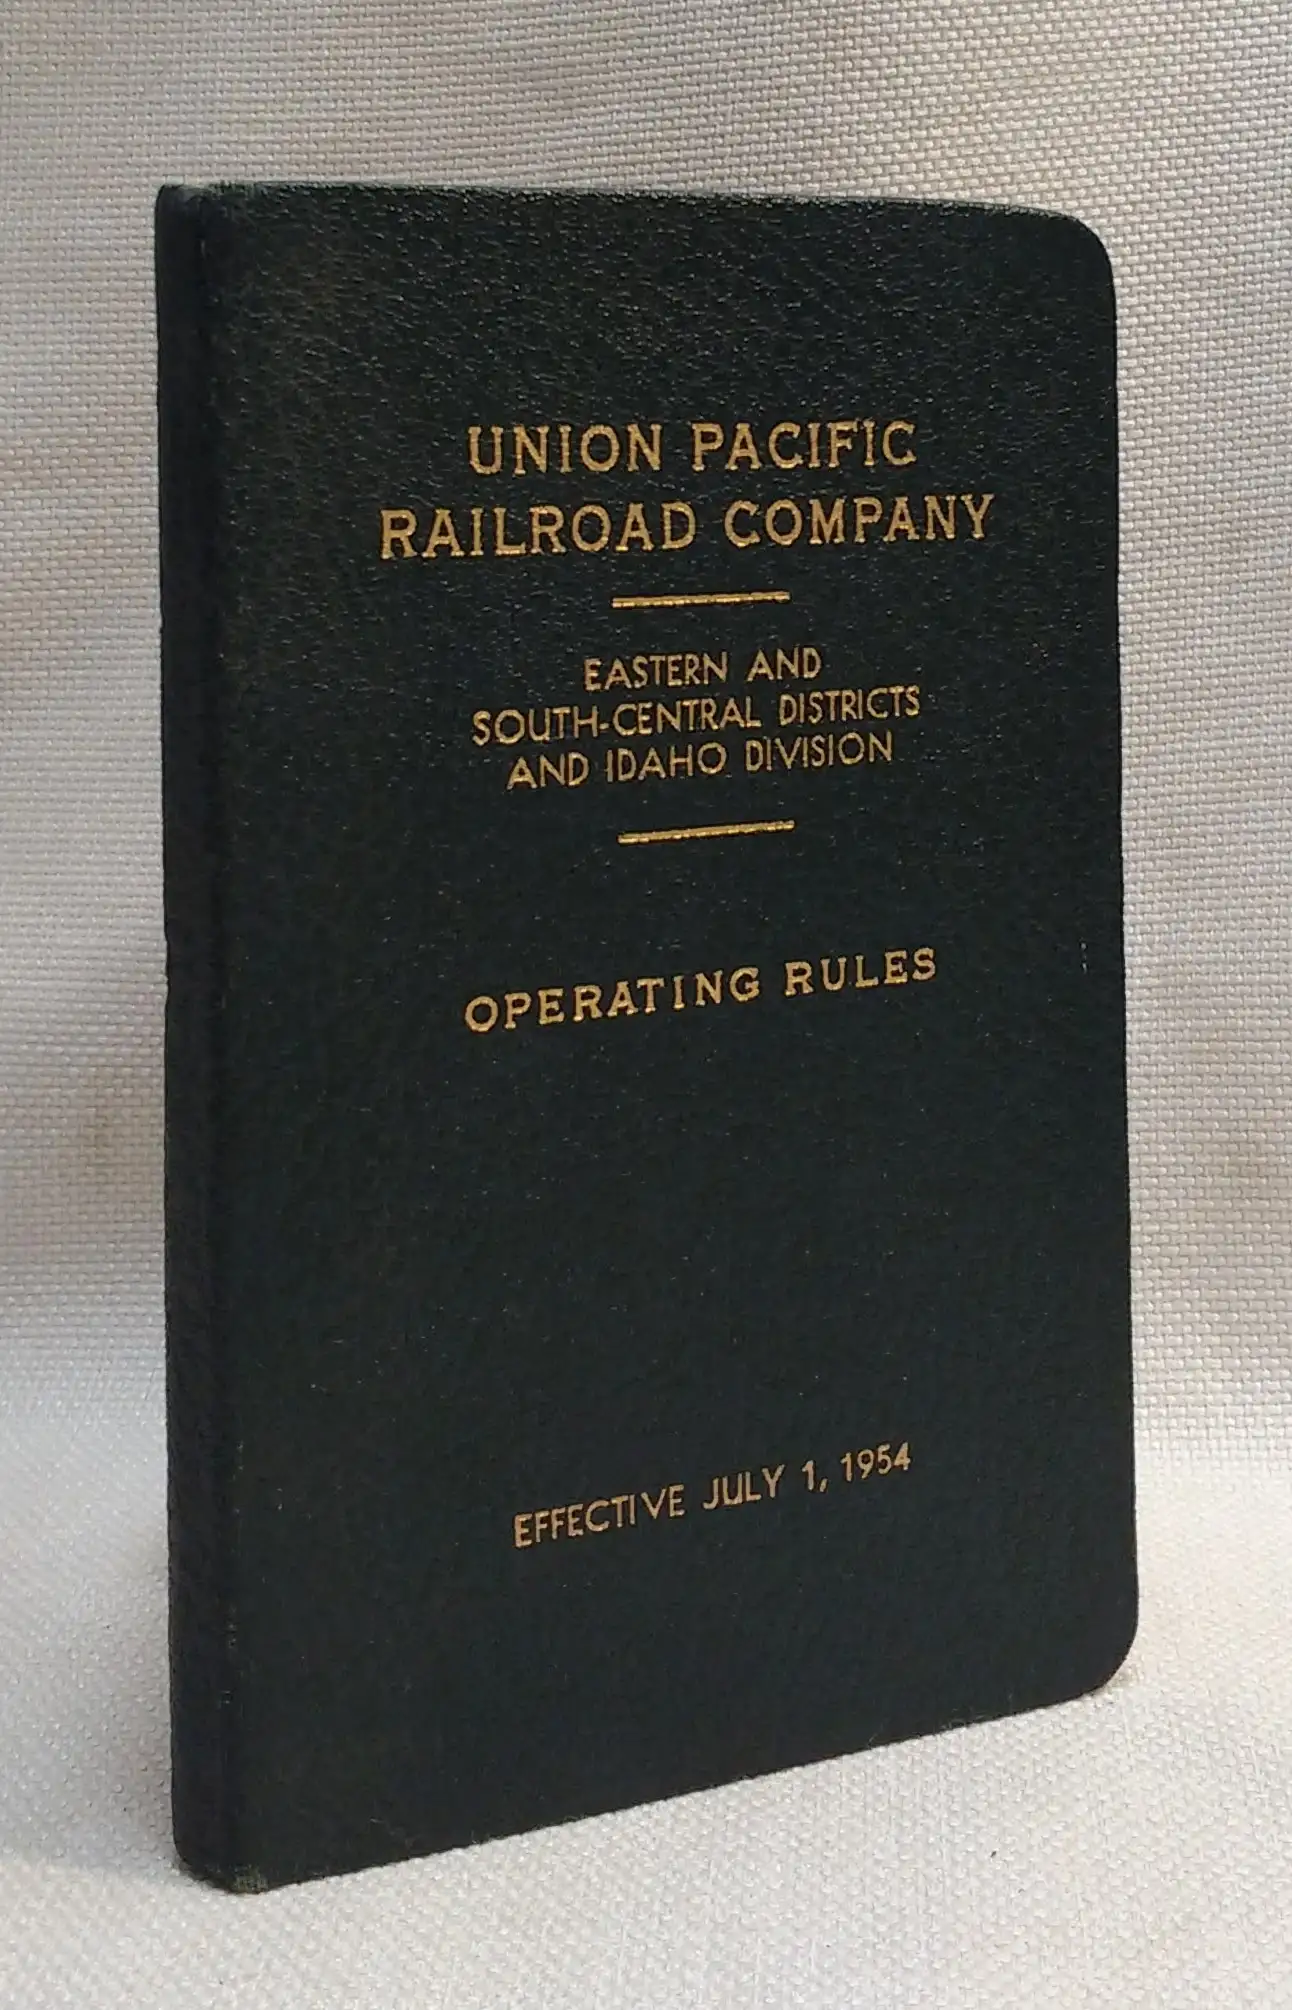 UNION PACIFIC
RAILROAD COMPANY
EASTERN AND
SOUTH-CENTRAL DISTRICTS
AND IDAHO DIVISION
OPERATING RULES
EFFECTIVE JULY 1, 1954